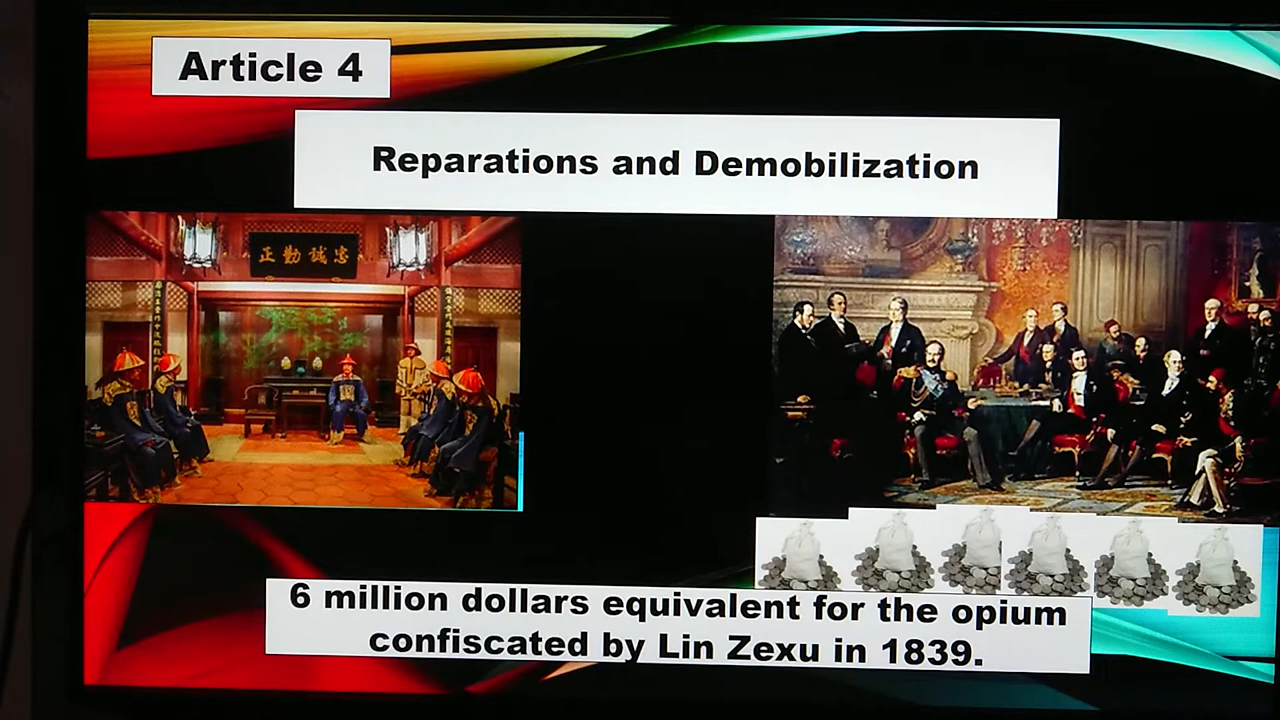 Article 4
Reparations and Demobilization
正勤誠忠
6 million dollars equivalent for the opium
confiscated by Lin Zexu in 1839.